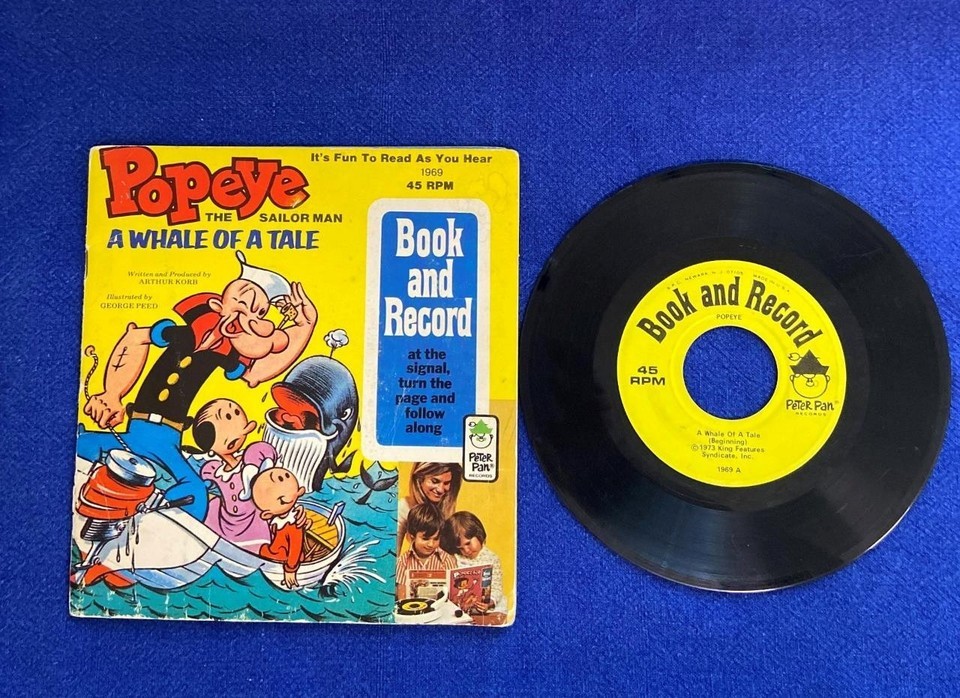 Popeye
THE SAILOR MAN
A WHALE OF A TALE
It's Fun To Read As You Hear
1969
45 RPM
Written and Produced by
ARTHUR KORB
Illustrated by
GEORGE PEED
Book
and
Record
at the
signal,
turn the
page and
follow
along
PETER
PAN®
RECORDS
Book and Record
POPEYE
45
RPM
PETER PAN
RECORDS
A Whale Of A Tale
(Beginning)
© 1973 King Features
Syndicate, Inc.
1969 A